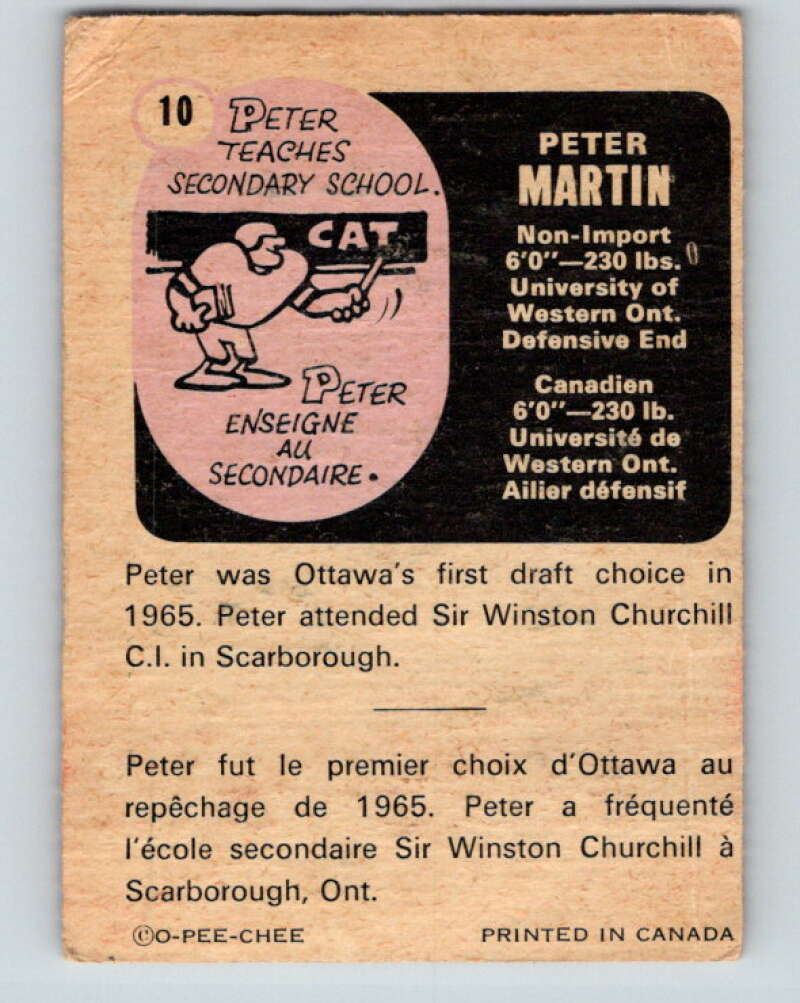 10
PETER
TEACHES
SECONDARY SCHOOL.
CAT
PETER
ENSEIGNE
AU
SECONDAIRE.
PETER
MARTIN
Non-Import
6'0"—230 lbs.
University of
Western Ont.
Defensive End
Canadien
6'0"—230 lb.
Université de
Western Ont.
Ailier défensif
Peter was Ottawa's first draft choice in
1965. Peter attended Sir Winston Churchill
C.I. in Scarborough.
Peter fut le premier choix d'Ottawa au
repêchage de 1965. Peter a fréquenté
l'école secondaire Sir Winston Churchill à
Scarborough, Ont.
©O-PEE-CHEE PRINTED IN CANADA